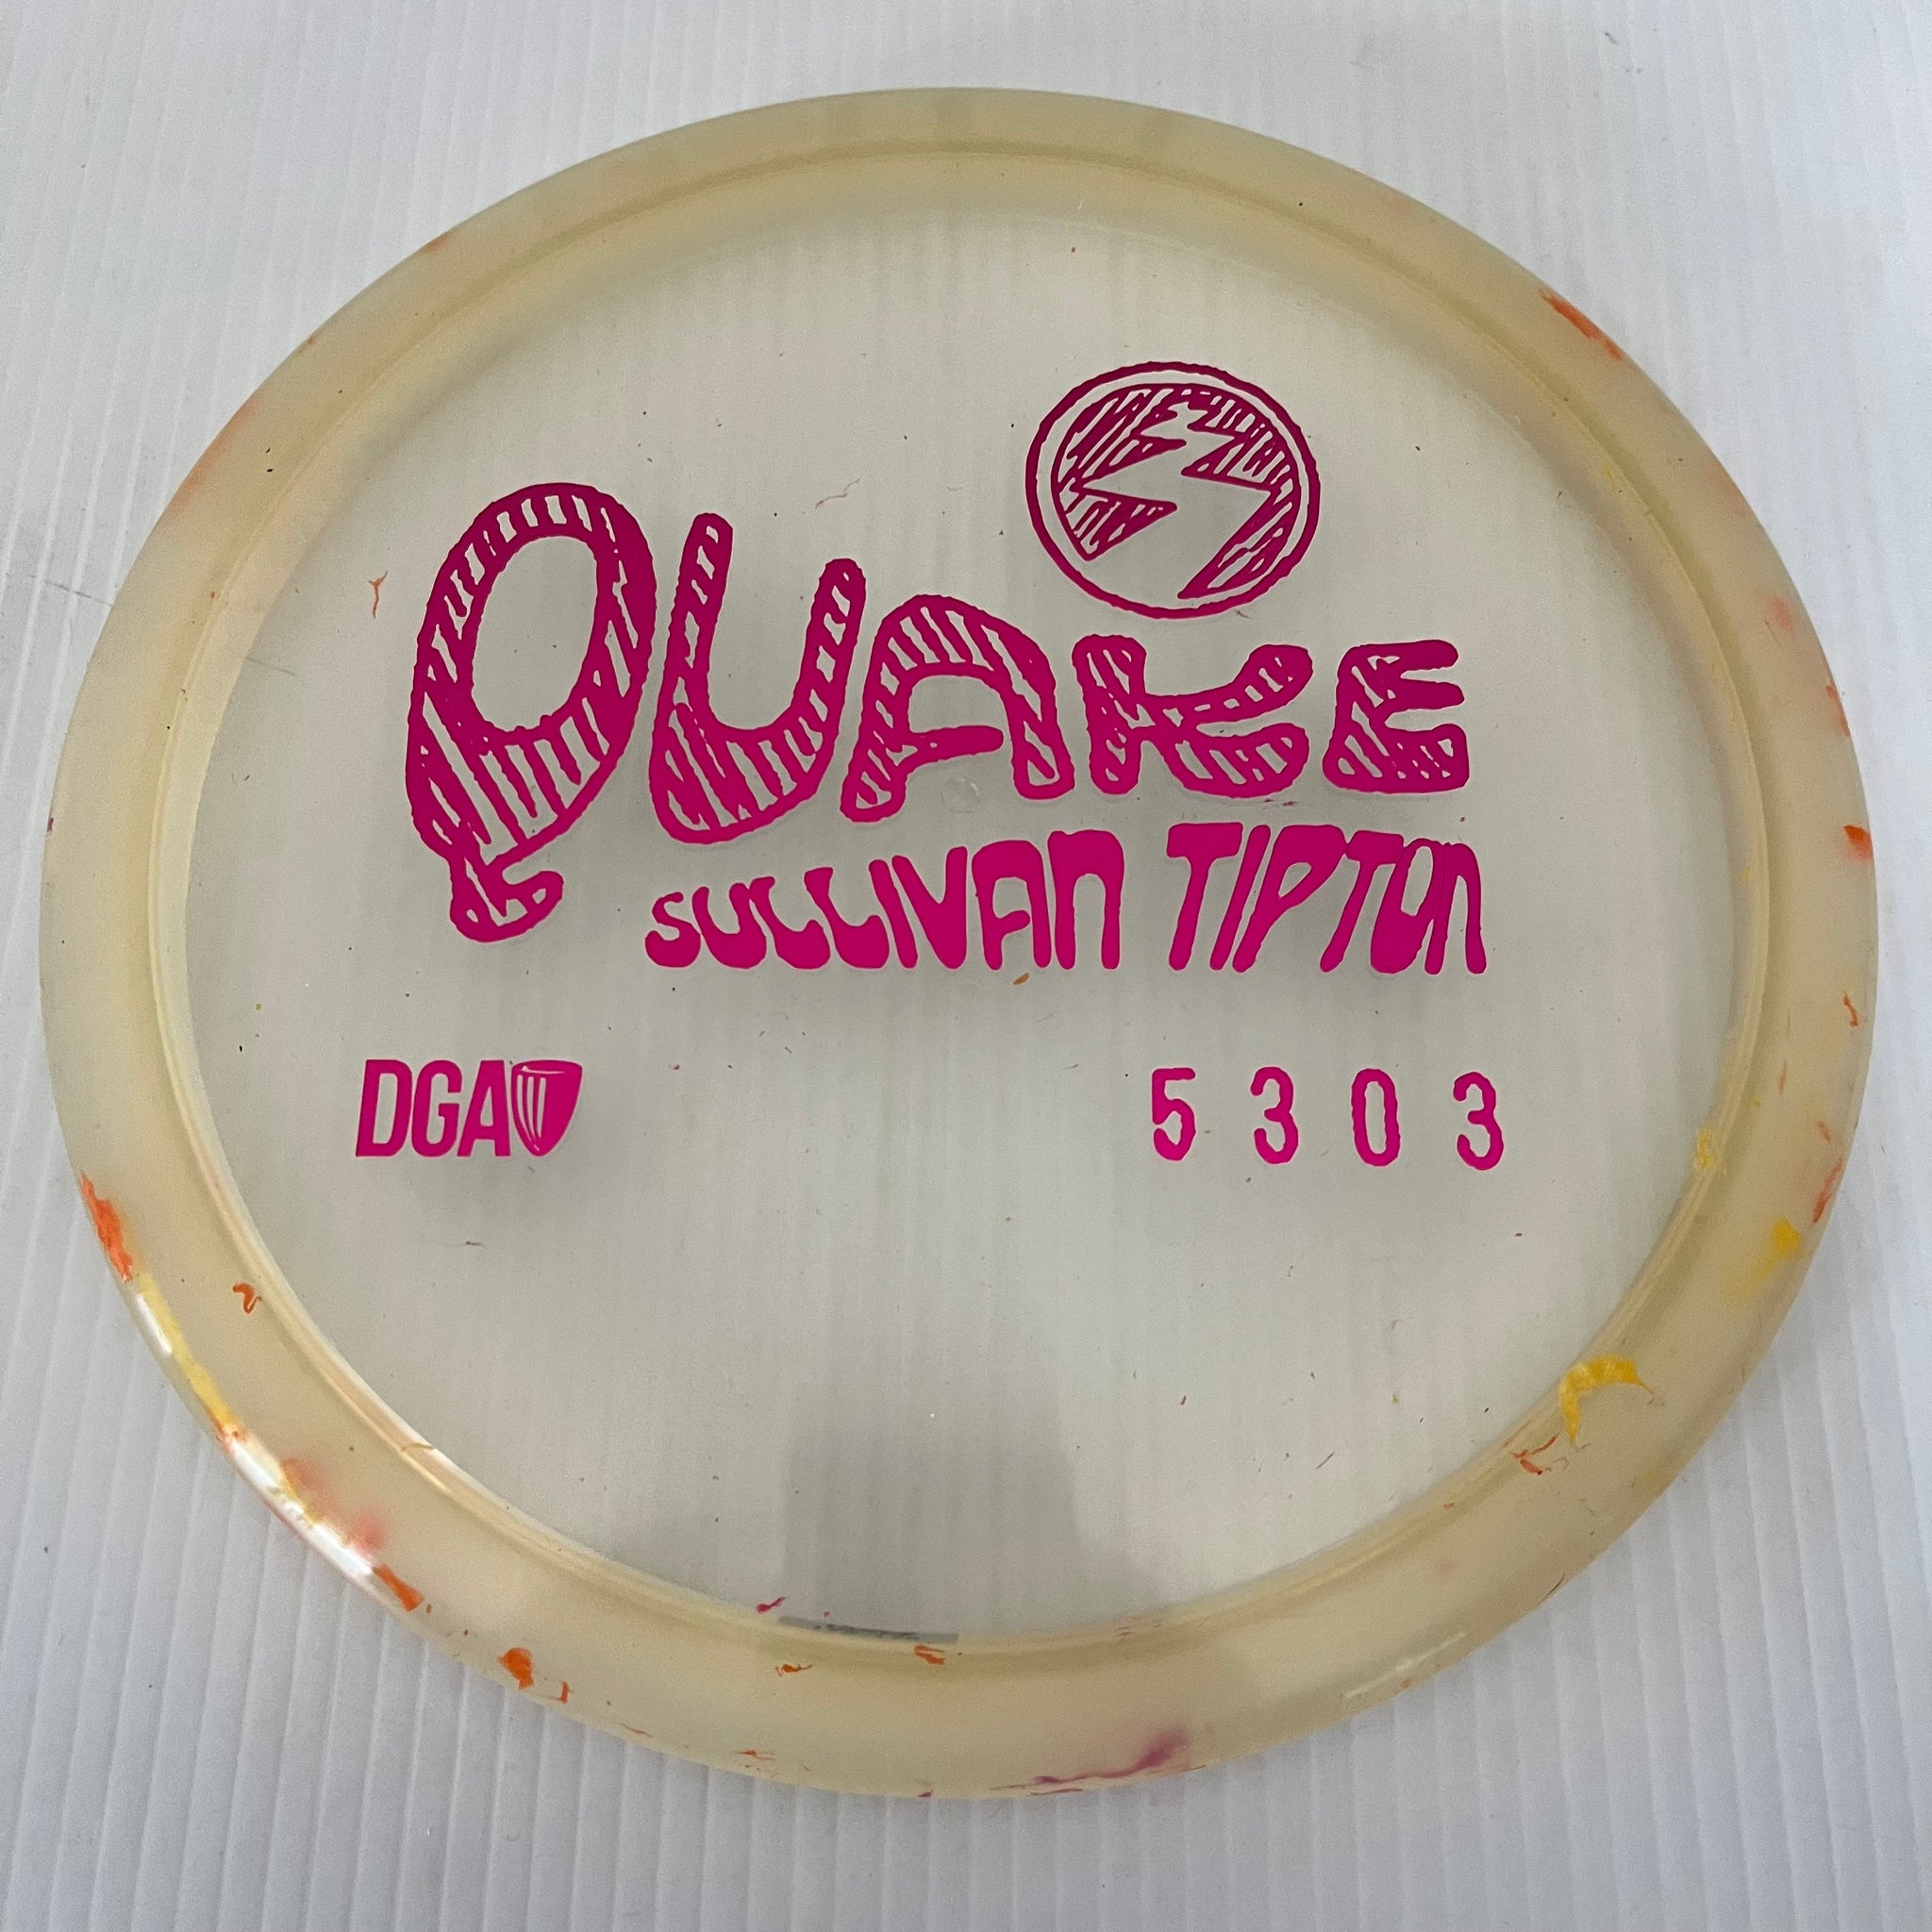 QUAKE
SULLIVAN TIPTON
DGA
5 3 0 3